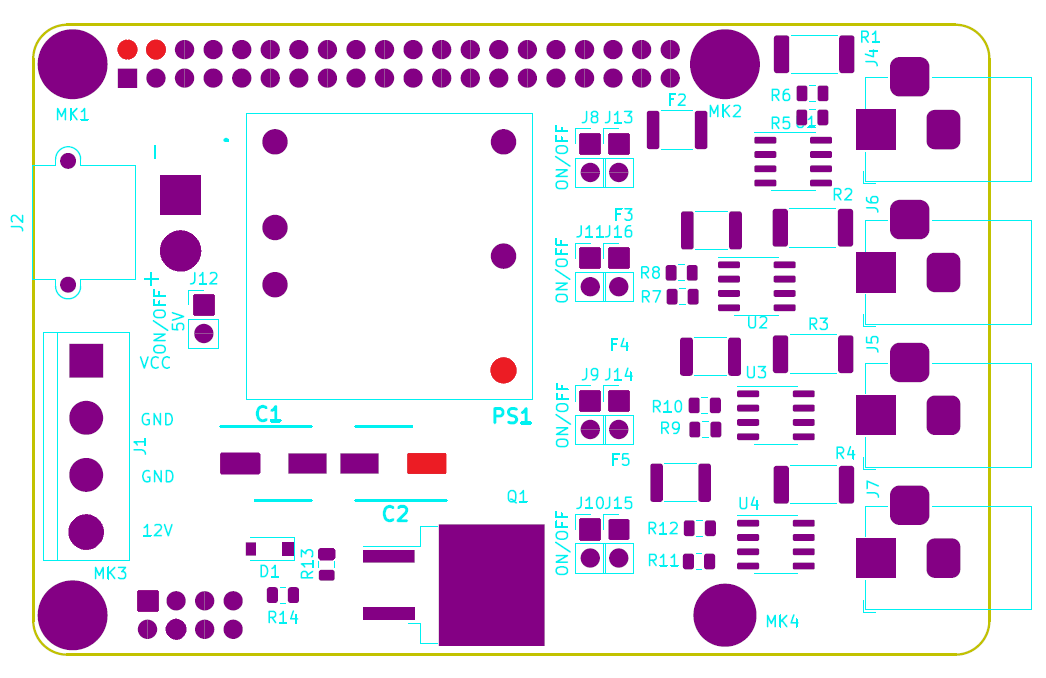 R1
J4
MK1
MK2
F2
R6
R5
U1
J8 J13
ON/OFF
-
J2
R2
J6
F3
J11 J16
ON/OFF
R8
R7
+
J12
ON/OFF
5V
U2
R3
J5
F4
VCC
J9 J14
ON/OFF
U3
C1
PS1
R10
R9
GND
J1
GND
F5
R4
J7
12V
C2
Q1
J10 J15
ON/OFF
U4
R12
R11
MK3
D1
R13
R14
MK4